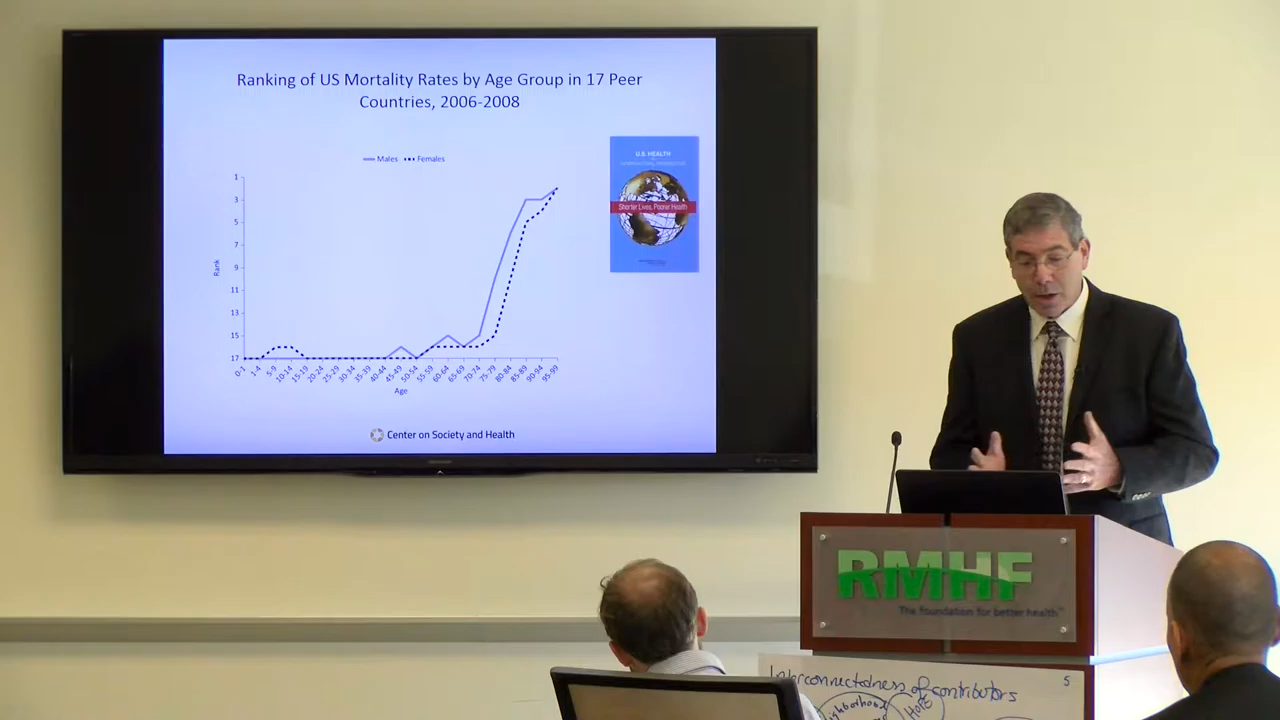 Ranking of US Mortality Rates by Age Group in 17 Peer
Countries, 2006-2008
Males Females
U.S. HEALTH
Shorter Lives, Poorer Health
1
3
5
7
9
11
13
15
17
Rank
0-1 1-4 5-9 10-14 15-19 20-24 25-29 30-34 35-39 40-44 45-49 50-54 55-59 60-64 65-69 70-74 75-79 80-84 85-89 90-94 95-99
Age
Center on Society and Health
RMHF
The foundation for better health
Interconnectedness of contributors
5
HOPE